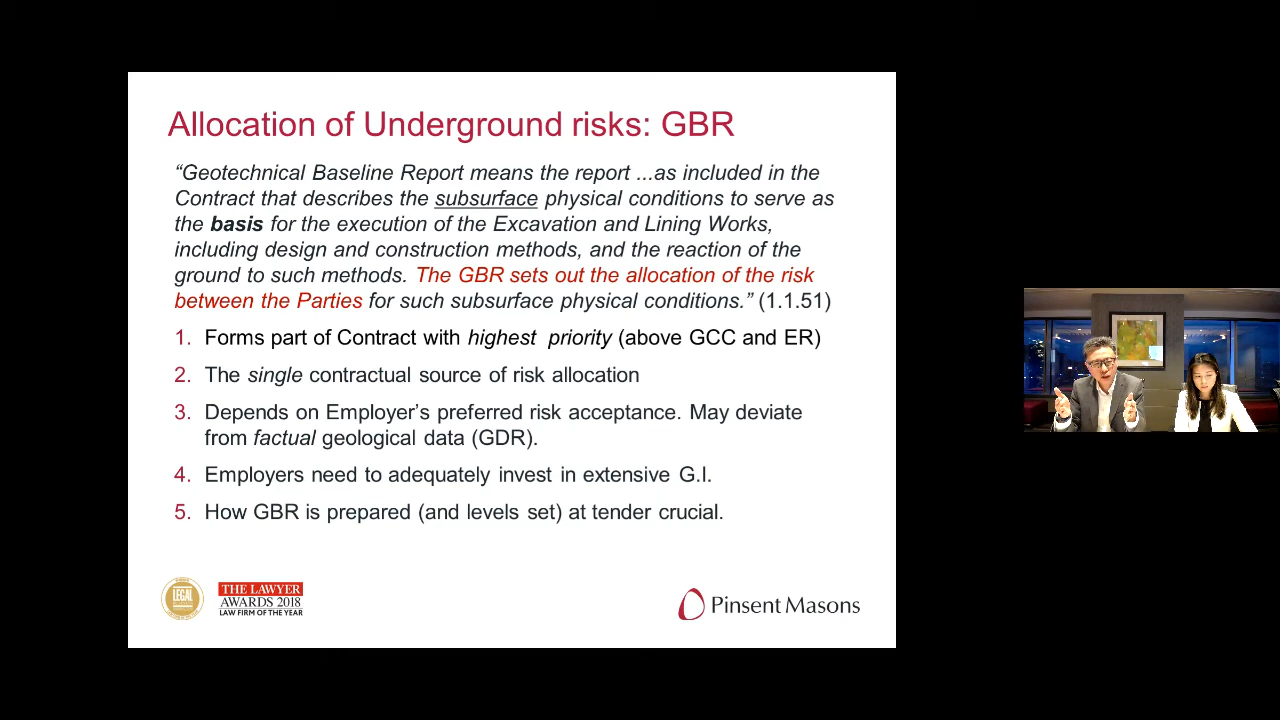 Allocation of Underground risks: GBR
“Geotechnical Baseline Report means the report ...as included in the
Contract that describes the subsurface physical conditions to serve as
the basis for the execution of the Excavation and Lining Works,
including design and construction methods, and the reaction of the
ground to such methods. The GBR sets out the allocation of the risk
between the Parties for such subsurface physical conditions.” (1.1.51)
1. Forms part of Contract with highest priority (above GCC and ER)
2. The single contractual source of risk allocation
3. Depends on Employer’s preferred risk acceptance. May deviate
from factual geological data (GDR).
4. Employers need to adequately invest in extensive G.I.
5. How GBR is prepared (and levels set) at tender crucial.
LEGAL
THE LAWYER
AWARDS 2018
LAW FIRM OF THE YEAR
Pinsent Masons